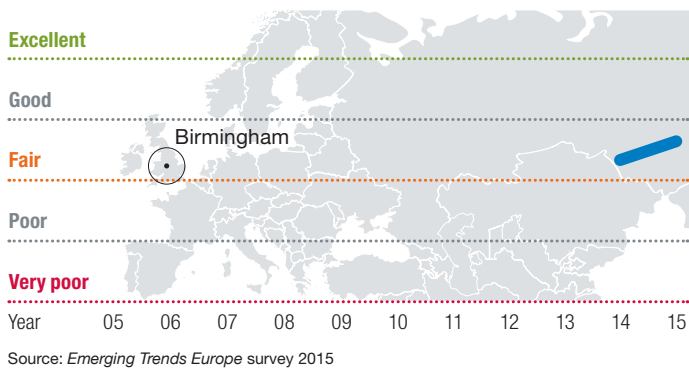 Excellent
Good
Birmingham
Fair
Poor
Very poor
Year 05 06 07 08 09 10 11 12 13 14 15
Source: Emerging Trends Europe survey 2015